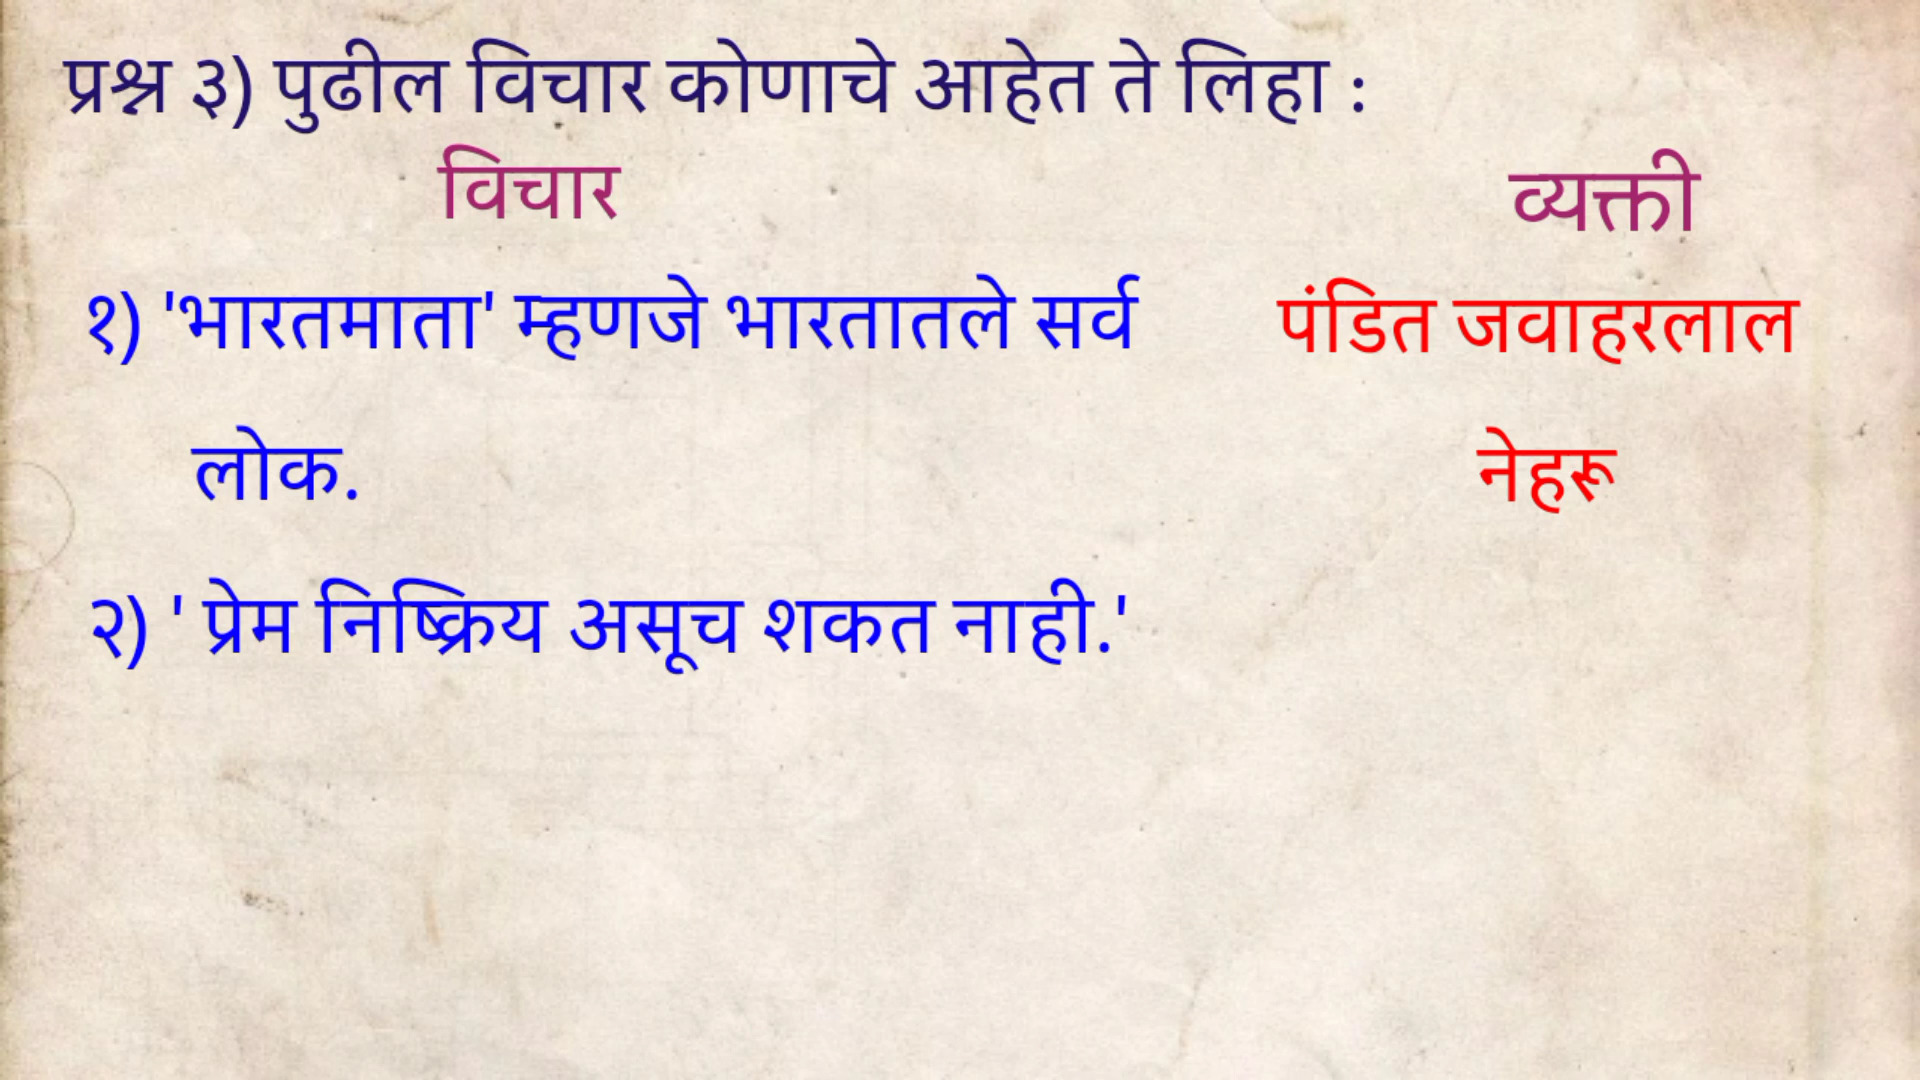 प्रश्न ३) पुढील विचार कोणाचे आहेत ते लिहा :
विचार व्यक्ती
१) 'भारतमाता' म्हणजे भारतातले सर्व पंडित जवाहरलाल
लोक. नेहरू
२) ' प्रेम निष्क्रिय असूच शकत नाही.'